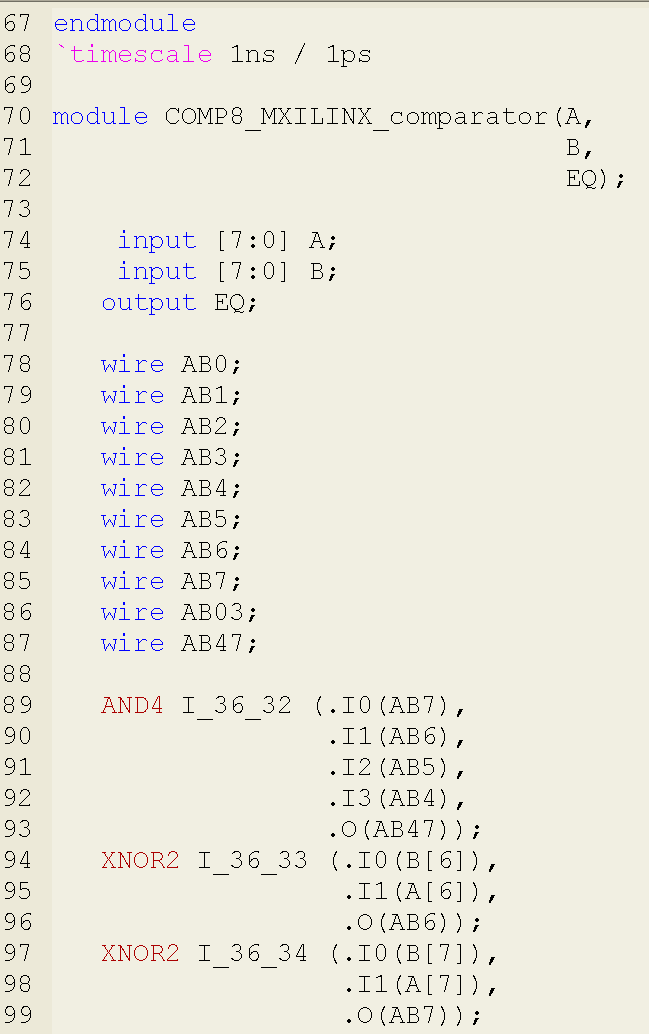 67 endmodule
68 `timescale 1ns / 1ps
69
70 module COMP8_MXILINX_comparator(A,
71 B,
72 EQ);
73
74 input [7:0] A;
75 input [7:0] B;
76 output EQ;
77
78 wire AB0;
79 wire AB1;
80 wire AB2;
81 wire AB3;
82 wire AB4;
83 wire AB5;
84 wire AB6;
85 wire AB7;
86 wire AB03;
87 wire AB47;
88
89 AND4 I_36_32 (.I0(AB7),
90 .I1(AB6),
91 .I2(AB5),
92 .I3(AB4),
93 .O(AB47));
94 XNOR2 I_36_33 (.I0(B[6]),
95 .I1(A[6]),
96 .O(AB6));
97 XNOR2 I_36_34 (.I0(B[7]),
98 .I1(A[7]),
99 .O(AB7));